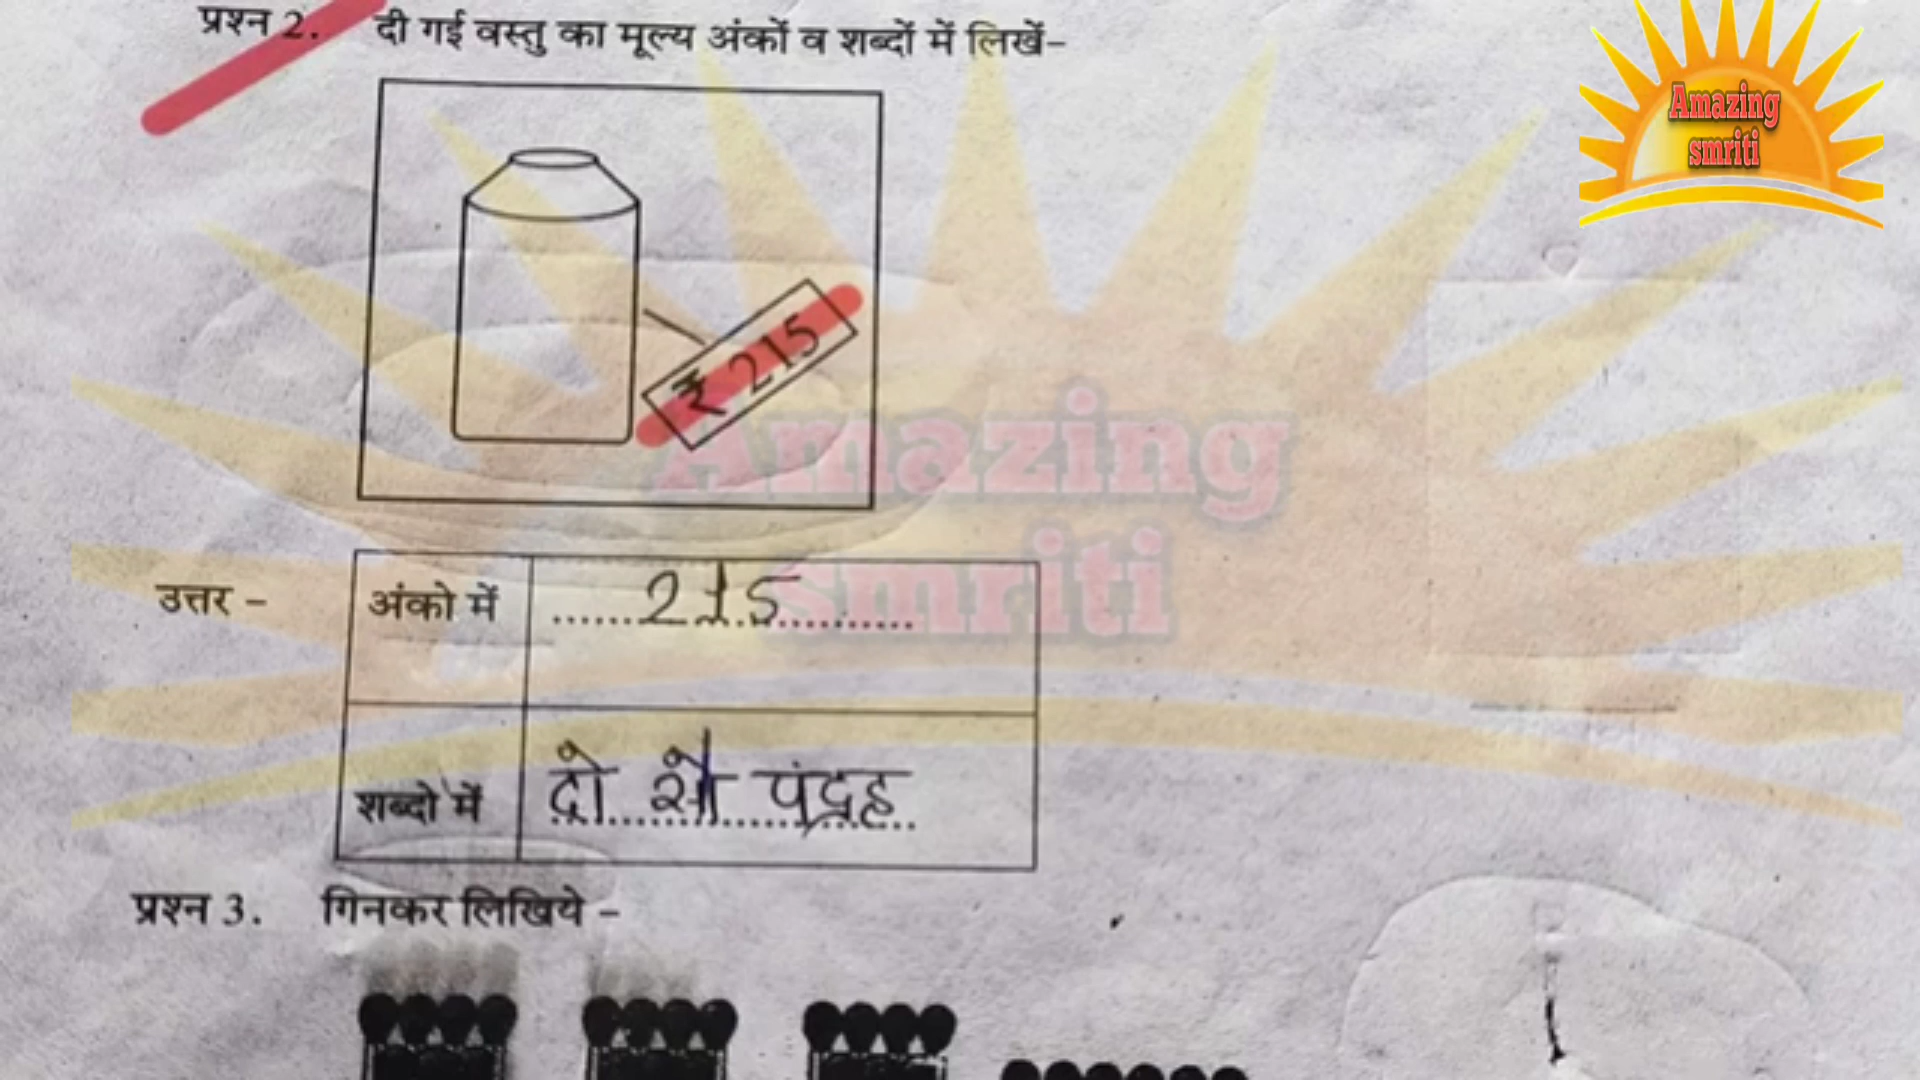 प्रश्न 2. दी गई वस्तु का मूल्य अंकों व शब्दों में लिखें-
Amazing
smriti
₹ 215
Amazing
smriti
उत्तर -
अंको में ......215............
शब्दो में दो सौ पंद्रह
प्रश्न 3. गिनकर लिखिये -